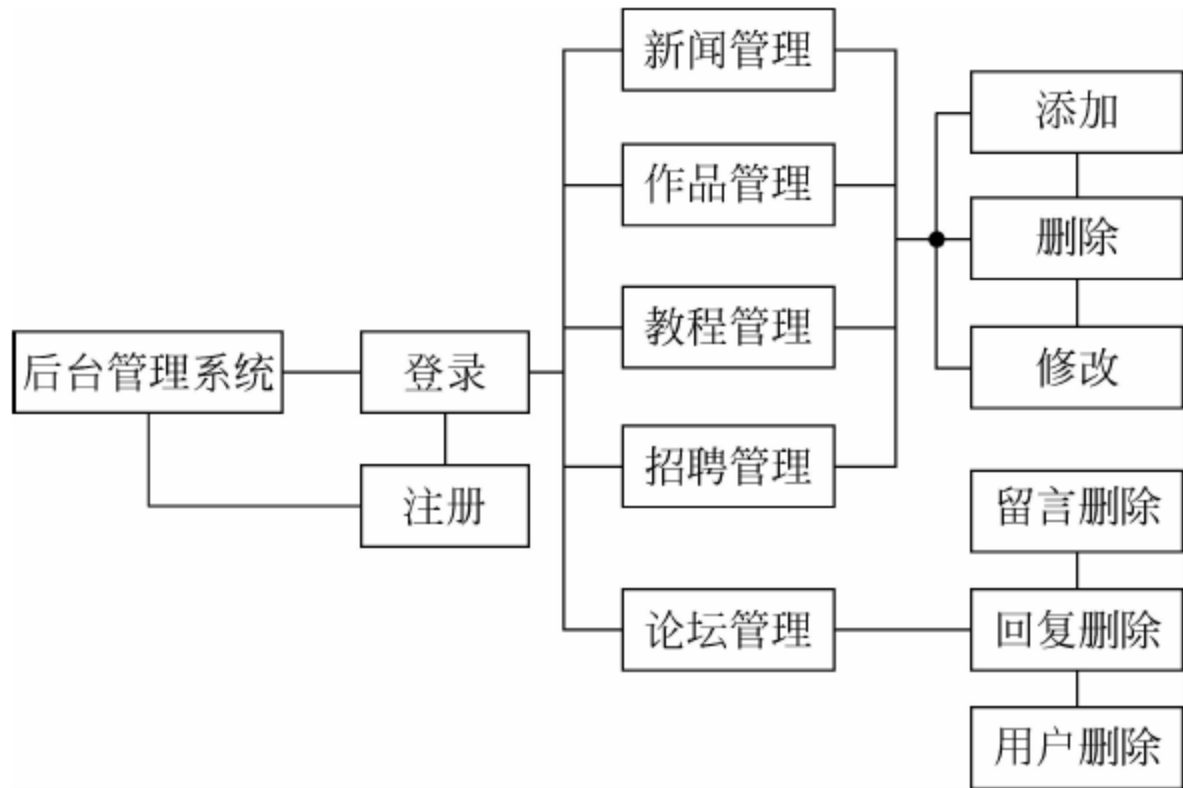 新闻管理
添加
作品管理
删除
教程管理
后台管理系统
登录
修改
招聘管理
注册
留言删除
论坛管理
回复删除
用户删除